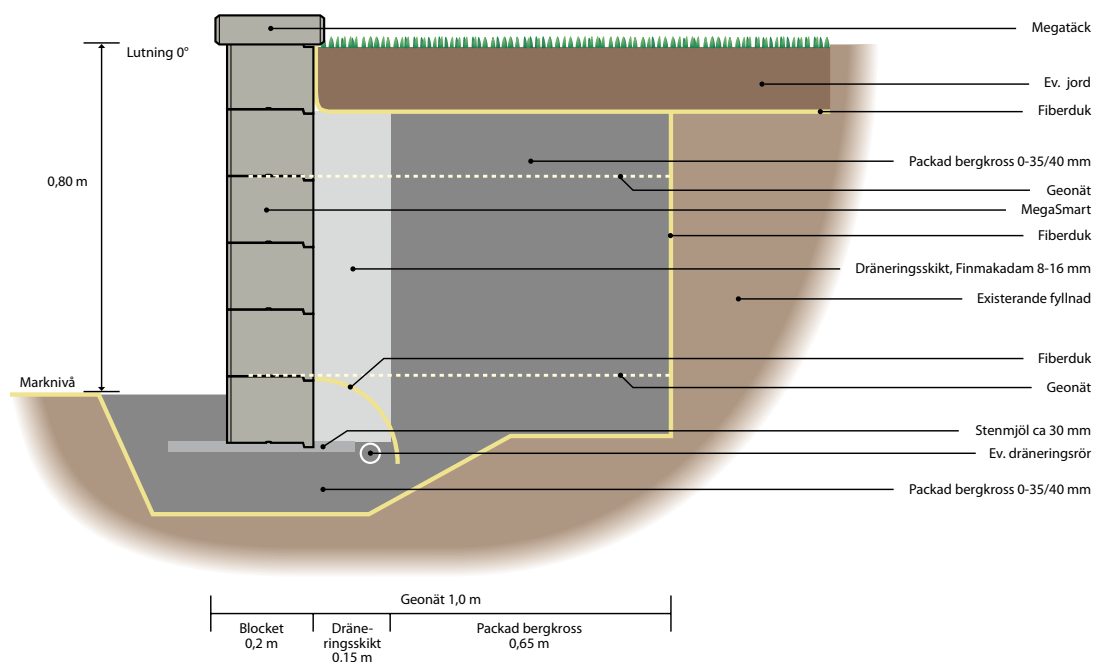 Megatäck
Lutning 0°
Ev. jord
Fiberduk
Packad bergkross 0-35/40 mm
0,80 m
Geonät
MegaSmart
Fiberduk
Dräneringsskikt, Finmakadam 8-16 mm
Existerande fyllnad
Fiberduk
Marknivå
Geonät
Stenmjöl ca 30 mm
Ev. dräneringsrör
Packad bergkross 0-35/40 mm
Geonät 1,0 m
Blocket
0,2 m
Dräne-
ringsskikt
0,15 m
Packad bergkross
0,65 m